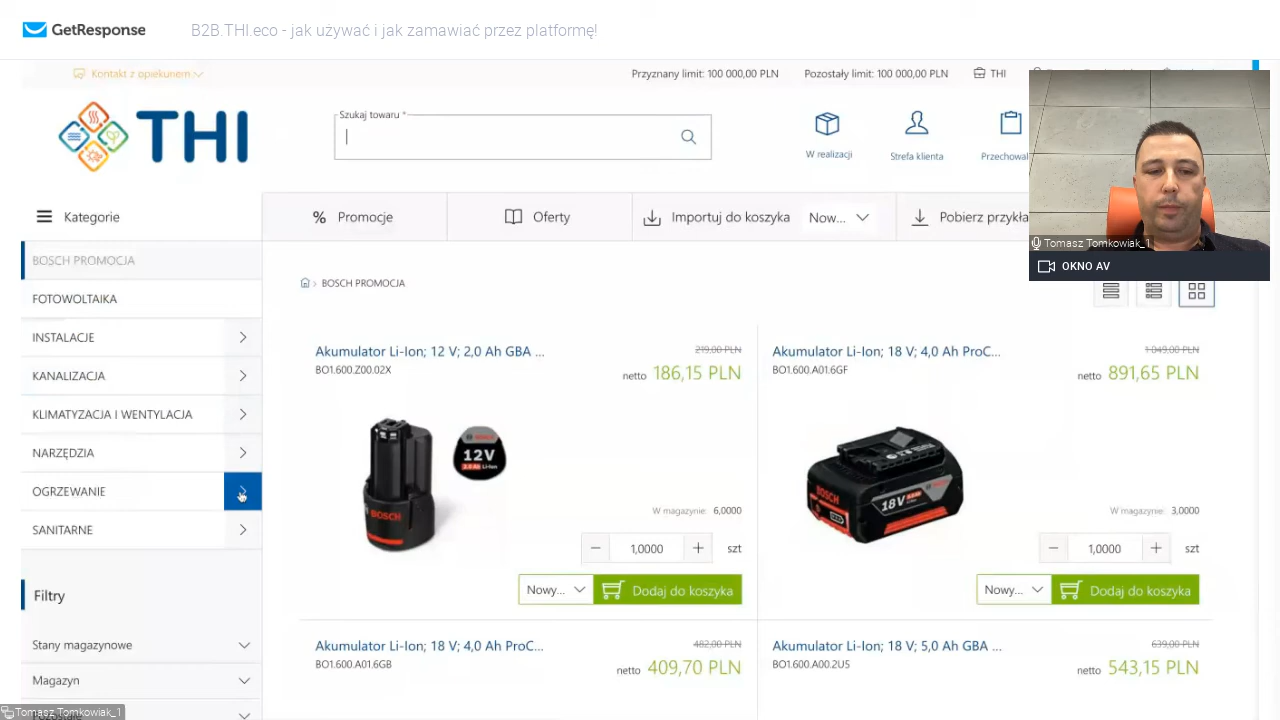 GetResponse
B2B.THI.eco - jak używać i jak zamawiać przez platformę!
Kontakt z opiekunem
Przyznany limit: 100 000,00 PLN
Pozostały limit: 100 000,00 PLN
THI
THI
Szukaj towaru *
W realizacji
Strefa klienta
Przechowal
Tomasz Tomkowiak_1
OKNO AV
Kategorie
Promocje
Oferty
Importuj do koszyka
Now...
Pobierz przykła
BOSCH PROMOCJA
FOTOWOLTAIKA
INSTALACJE
KANALIZACJA
KLIMATYZACJA I WENTYLACJA
NARZĘDZIA
OGRZEWANIE
SANITARNE
Filtry
Stany magazynowe
Magazyn
Tomasz Tomkowiak_1
BOSCH PROMOCJA
Akumulator Li-Ion; 12 V; 2,0 Ah GBA ...
219,00 PLN
BO1.600.Z00.02X
netto 186,15 PLN
12V
BOSCH
W magazynie: 6,0000
1,0000
szt
Nowy...
Dodaj do koszyka
Akumulator Li-Ion; 18 V; 4,0 Ah ProC...
1 049,00 PLN
BO1.600.A01.6GF
netto 891,65 PLN
BOSCH
18V
W magazynie: 3,0000
1,0000
szt
Nowy...
Dodaj do koszyka
Akumulator Li-Ion; 18 V; 4,0 Ah ProC...
482,00 PLN
BO1.600.A01.6GB
netto 409,70 PLN
Akumulator Li-Ion; 18 V; 5,0 Ah GBA ...
639,00 PLN
BO1.600.A00.2U5
netto 543,15 PLN